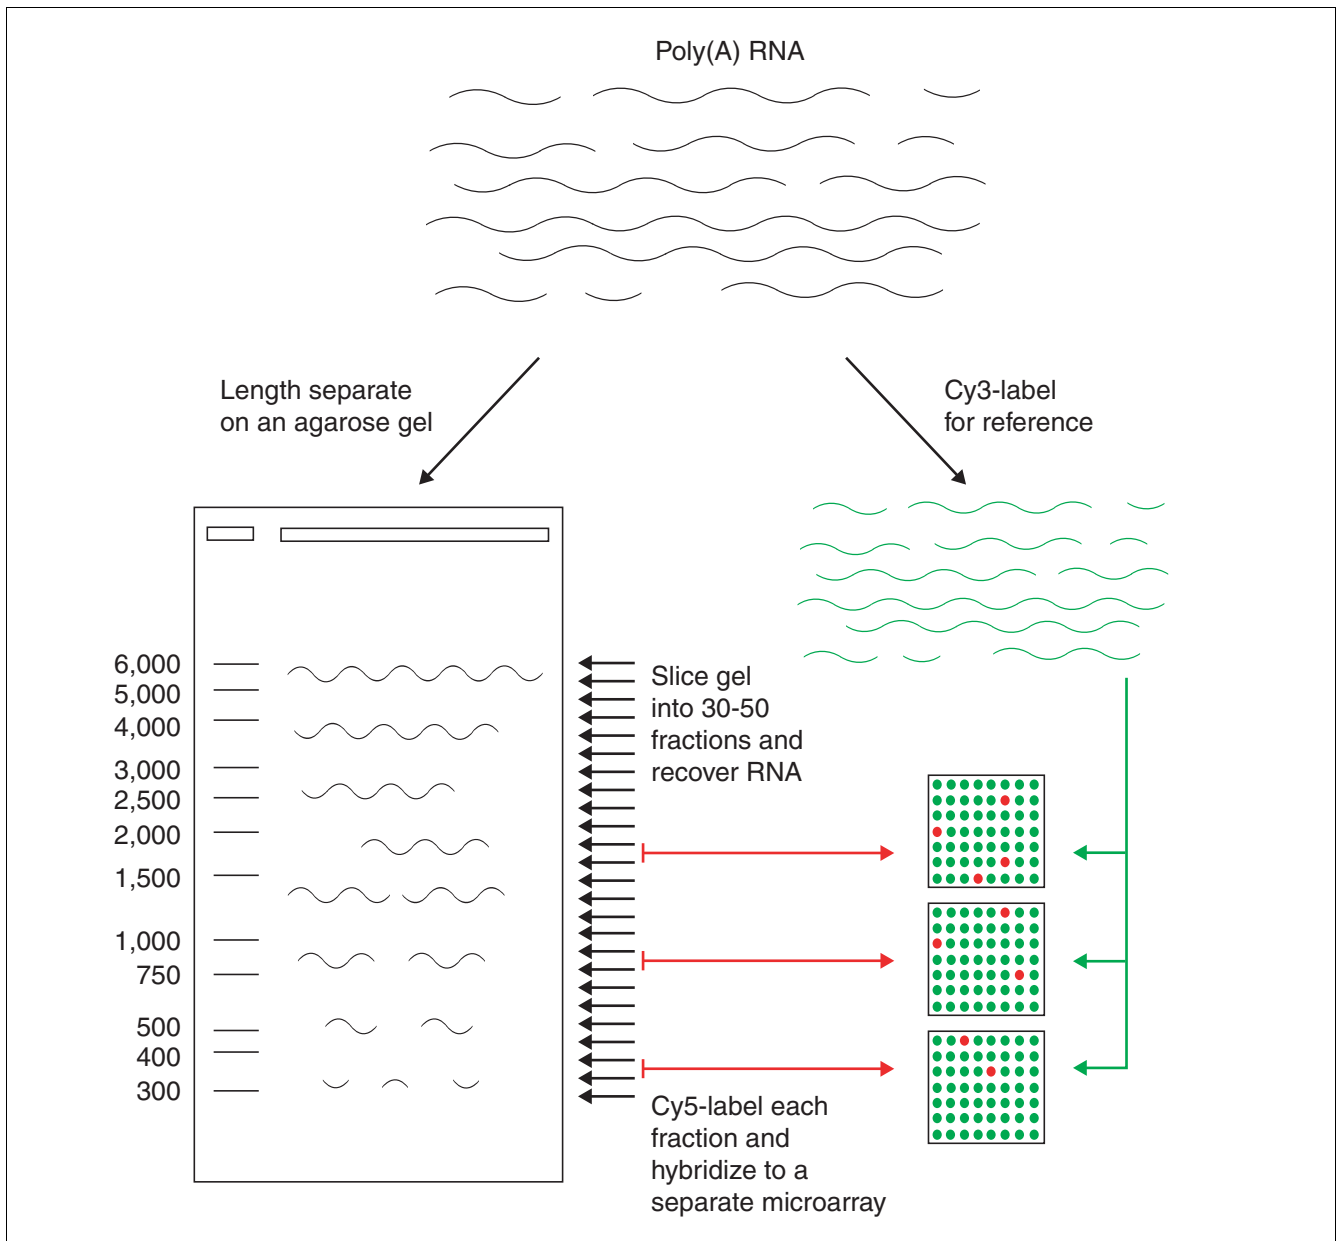 Poly(A) RNA
Length separate
on an agarose gel
Cy3-label
for reference
6,000
5,000
4,000
3,000
2,500
2,000
1,500
1,000
750
500
400
300
Slice gel
into 30-50
fractions and
recover RNA
Cy5-label each
fraction and
hybridize to a
separate microarray